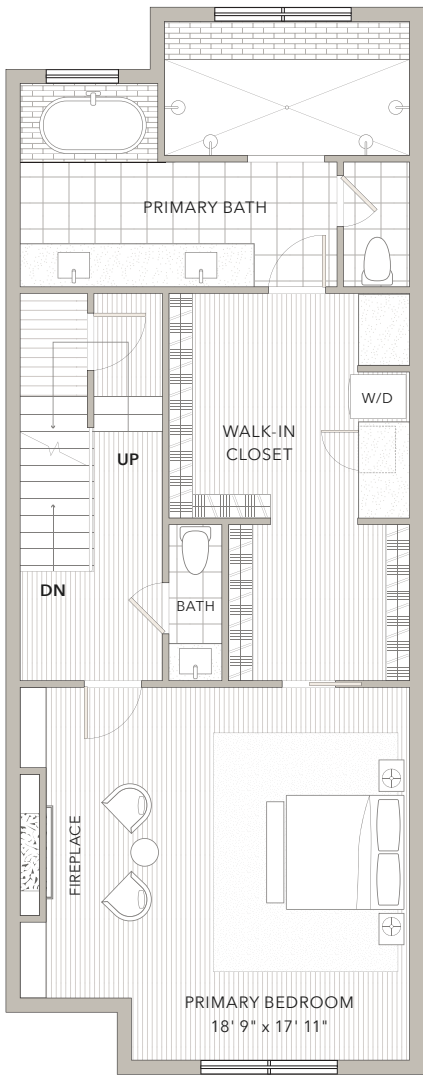 PRIMARY BATH
W/D
WALK-IN
CLOSET
UP
DN
BATH
FIREPLACE
PRIMARY BEDROOM
18' 9" x 17' 11"